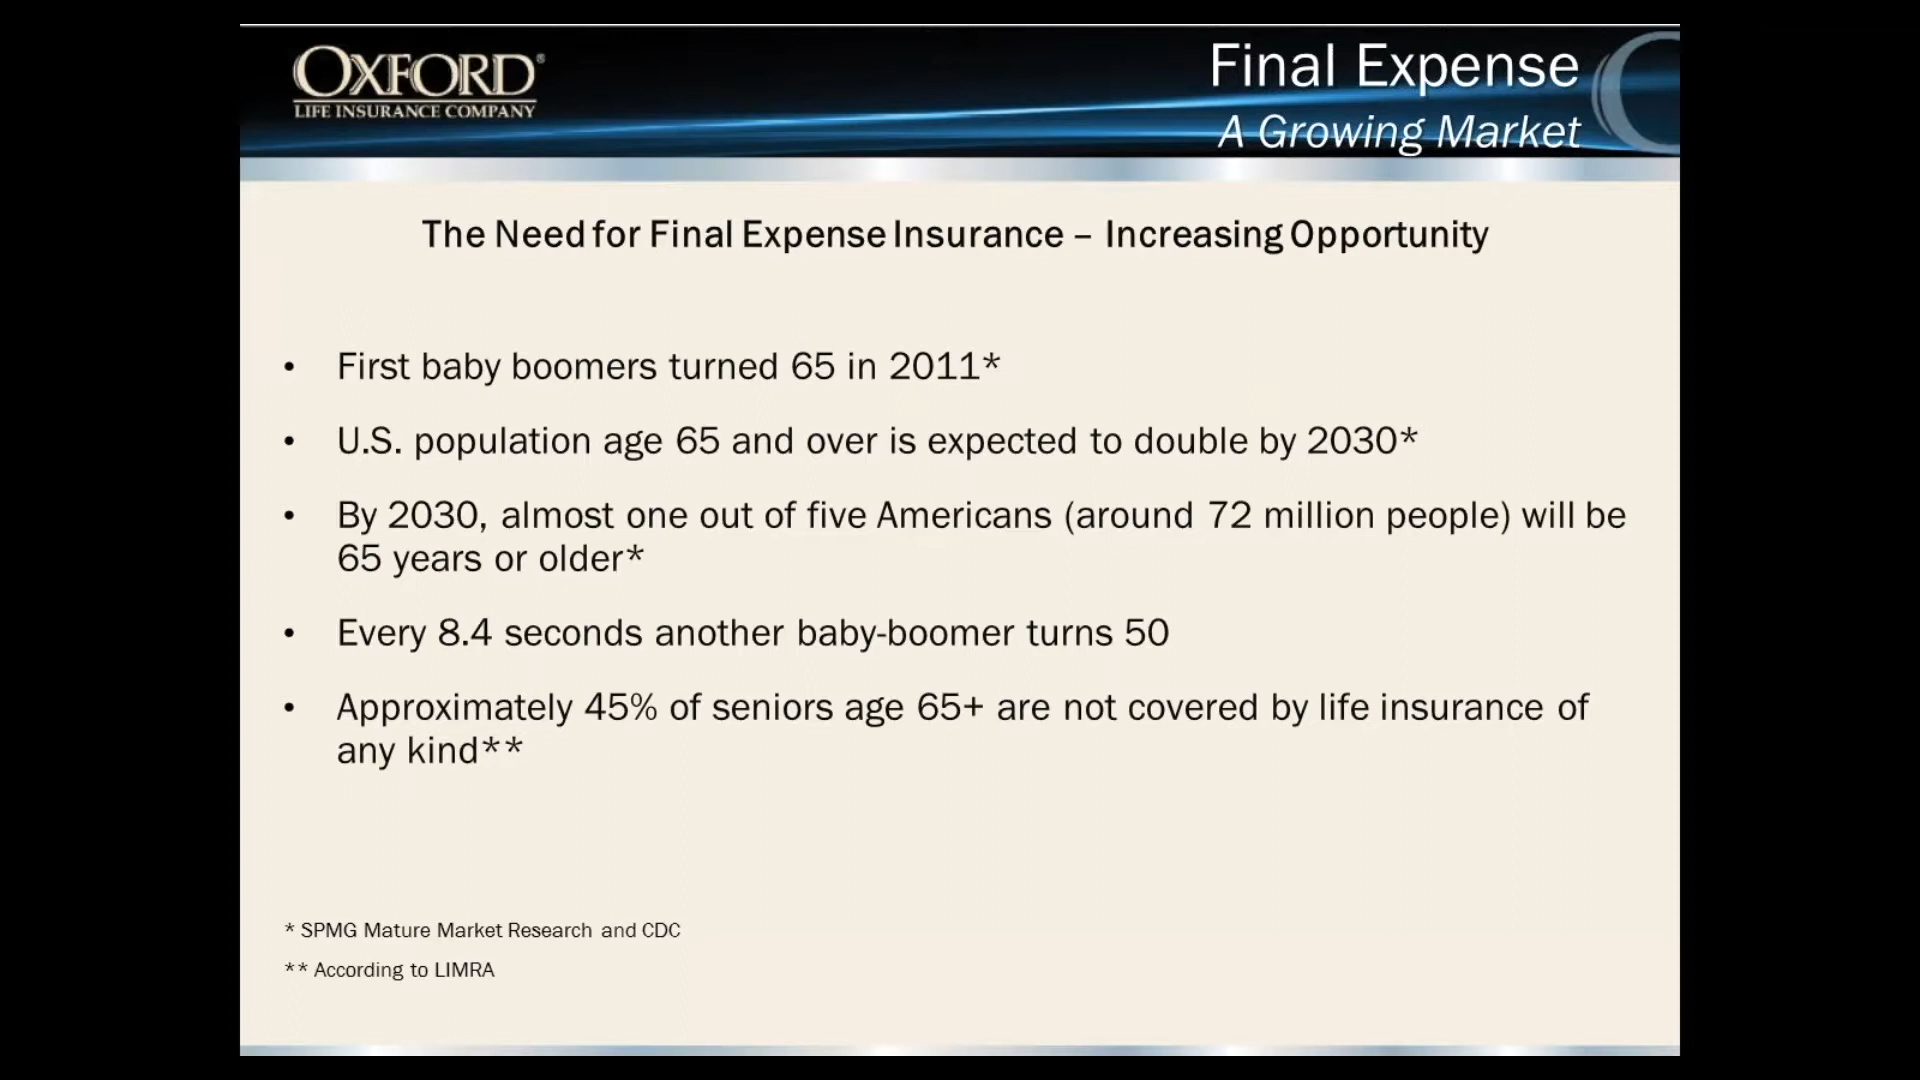 OXFORD®
LIFE INSURANCE COMPANY
Final Expense
A Growing Market
The Need for Final Expense Insurance – Increasing Opportunity
• First baby boomers turned 65 in 2011*
• U.S. population age 65 and over is expected to double by 2030*
• By 2030, almost one out of five Americans (around 72 million people) will be
65 years or older*
• Every 8.4 seconds another baby-boomer turns 50
• Approximately 45% of seniors age 65+ are not covered by life insurance of
any kind**
* SPMG Mature Market Research and CDC
** According to LIMRA